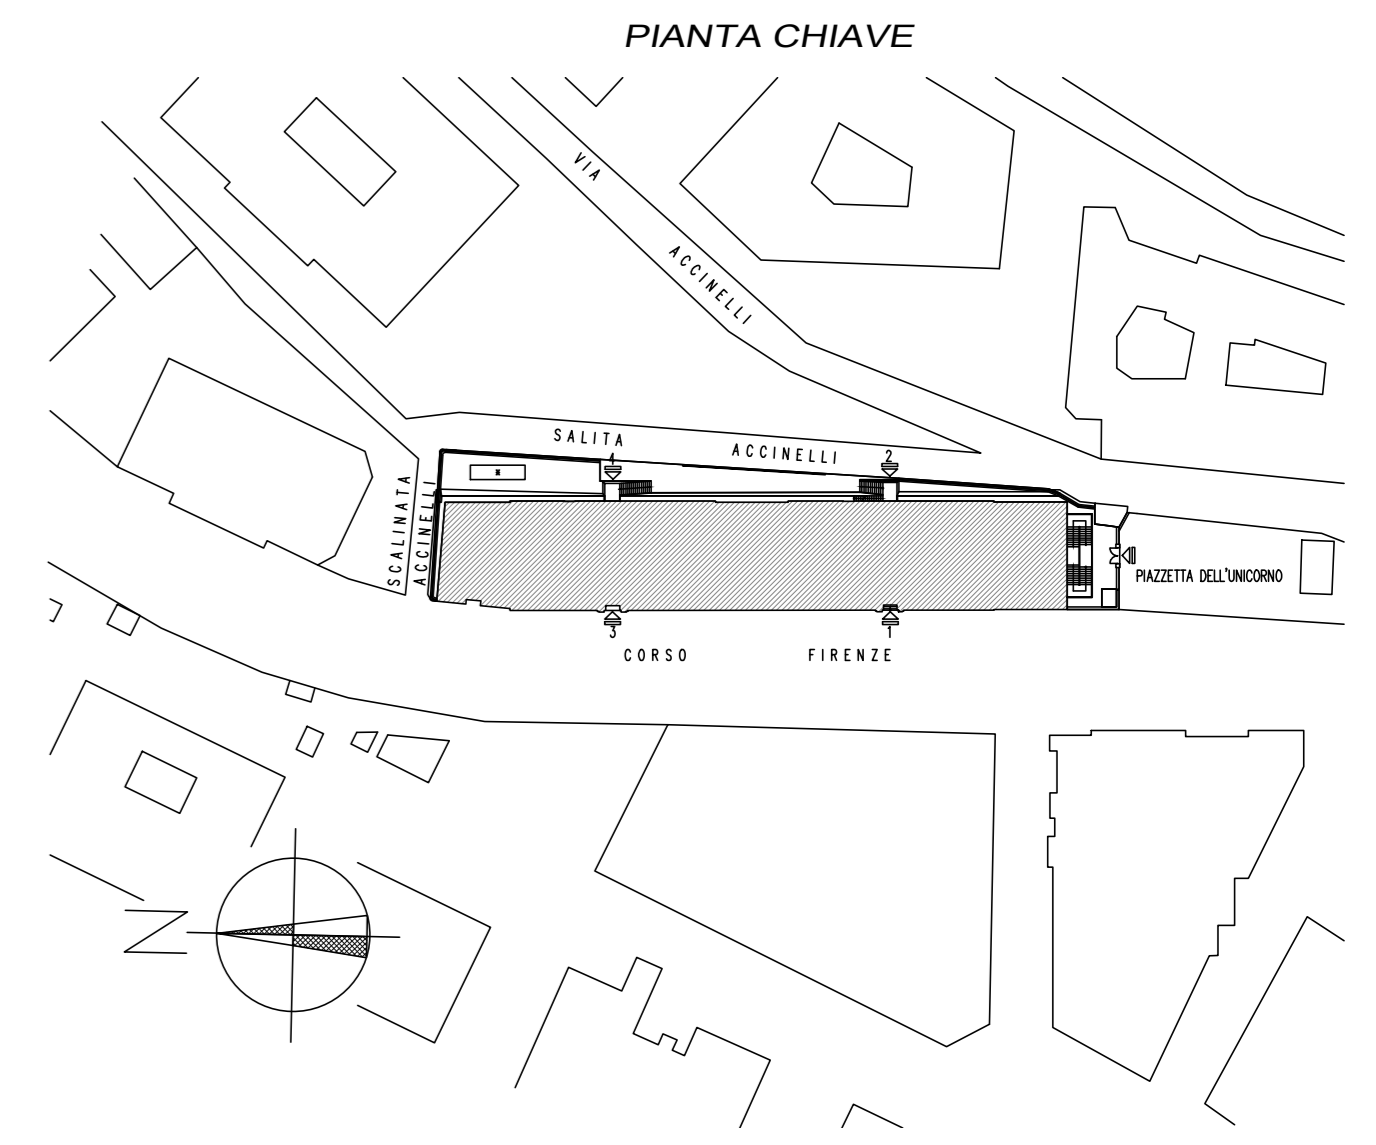 PIANTA CHIAVE
VIA
ACCINELLI
SALITA
ACCINELLI
4
2
SCALINATA
ACCINELLI
PIAZZETTA DELL'UNICORNO
3
1
CORSO
FIRENZE
N